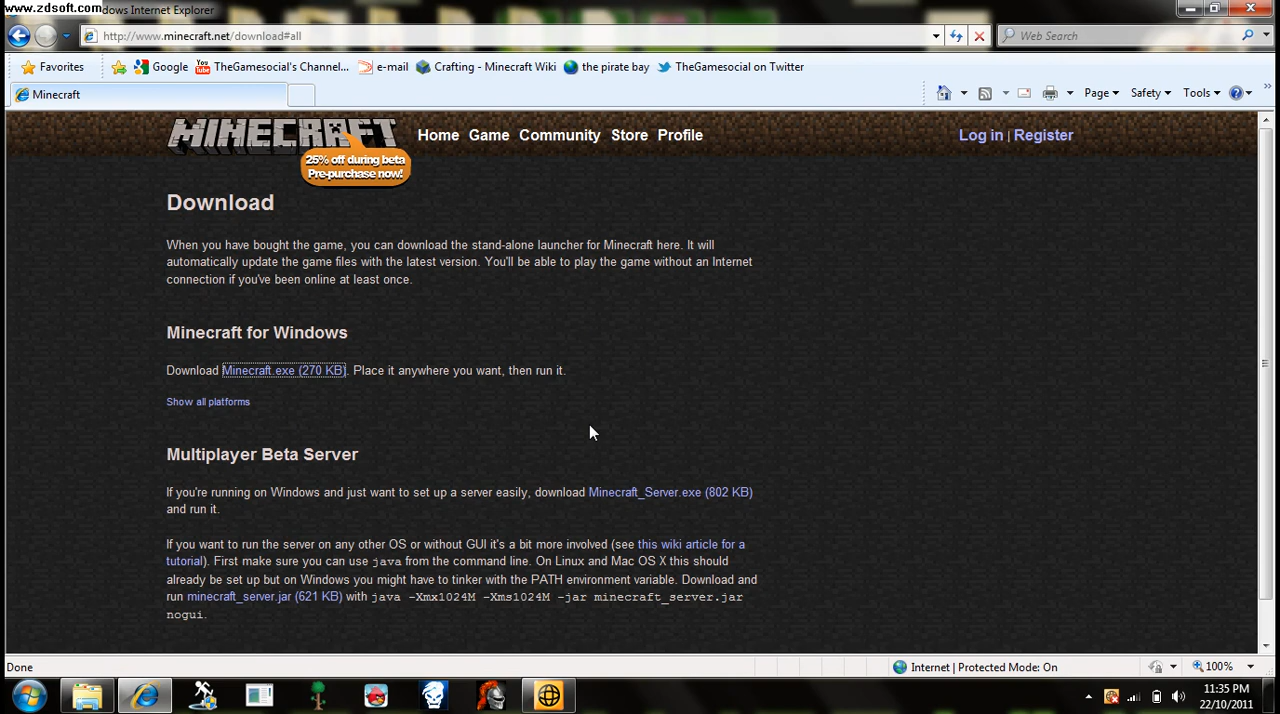 www.zdsoft.com dows Internet Explorer
http://www.minecraft.net/download#all
Web Search
Favorites Google TheGamesocial's Channel... e-mail Crafting - Minecraft Wiki the pirate bay TheGamesocial on Twitter
Minecraft
Page Safety Tools
MINECRAFT Home Game Community Store Profile Log in | Register
25% off during beta
Pre-purchase now!
Download
When you have bought the game, you can download the stand-alone launcher for Minecraft here. It will
automatically update the game files with the latest version. You'll be able to play the game without an Internet
connection if you've been online at least once.
Minecraft for Windows
Download Minecraft.exe (270 KB). Place it anywhere you want, then run it.
Show all platforms
Multiplayer Beta Server
If you're running on Windows and just want to set up a server easily, download Minecraft_Server.exe (802 KB)
and run it.
If you want to run the server on any other OS or without GUI it's a bit more involved (see this wiki article for a
tutorial). First make sure you can use java from the command line. On Linux and Mac OS X this should
already be set up but on Windows you might have to tinker with the PATH environment variable. Download and
run minecraft_server.jar (621 KB) with java -Xmx1024M -Xms1024M -jar minecraft_server.jar
nogui.
Done
Internet | Protected Mode: On
100%
11:35 PM
22/10/2011